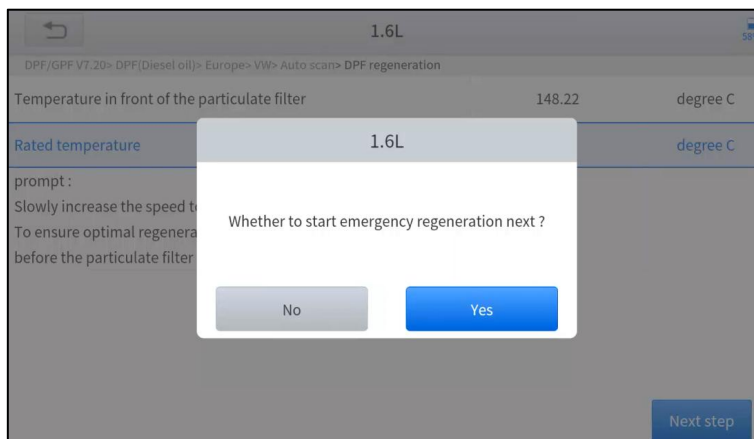 1.6L
58
DPF/GPF V7.20> DPF(Diesel oil)> Europe> VW> Auto scan> DPF regeneration
Temperature in front of the particulate filter 148.22 degree C
Rated temperature degree C
prompt :
Slowly increase the speed
To ensure optimal
before the particulate filter
1.6L
Whether to start emergency regeneration next ?
No Yes
Next step